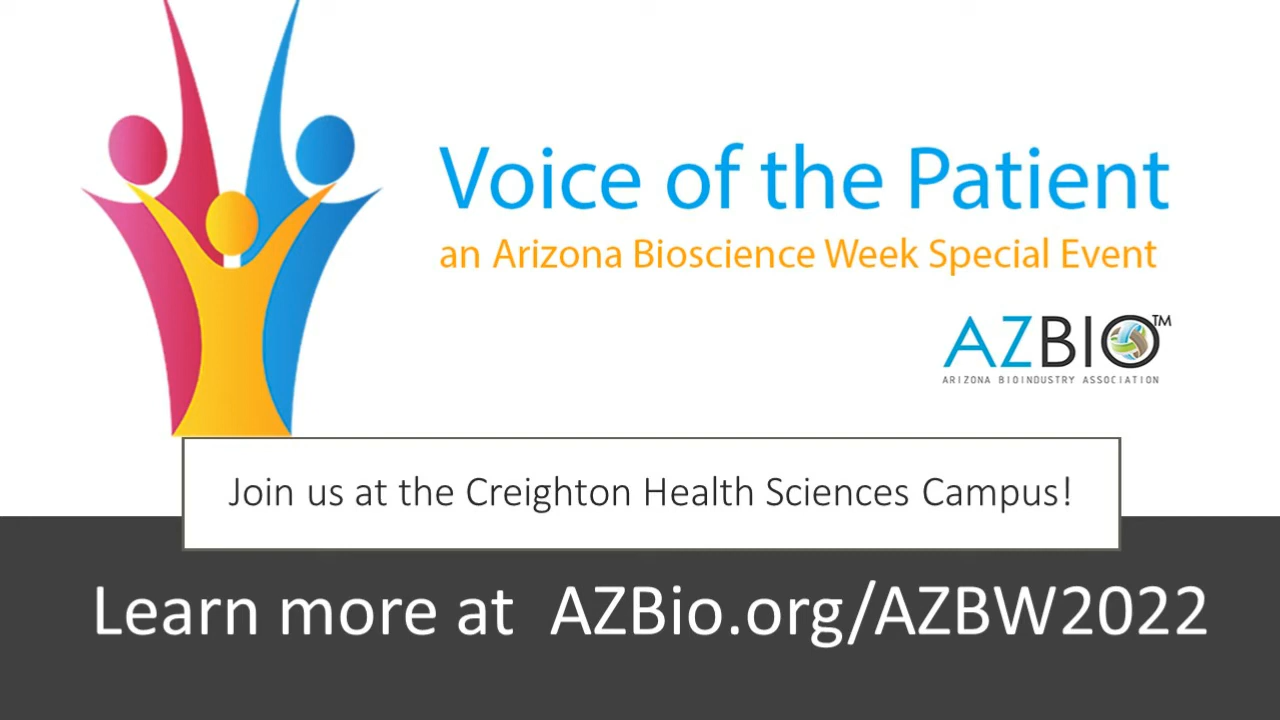 Voice of the Patient
an Arizona Bioscience Week Special Event
AZBIO™
ARIZONA BIOINDUSTRY ASSOCIATION
Join us at the Creighton Health Sciences Campus!
Learn more at AZBio.org/AZBW2022